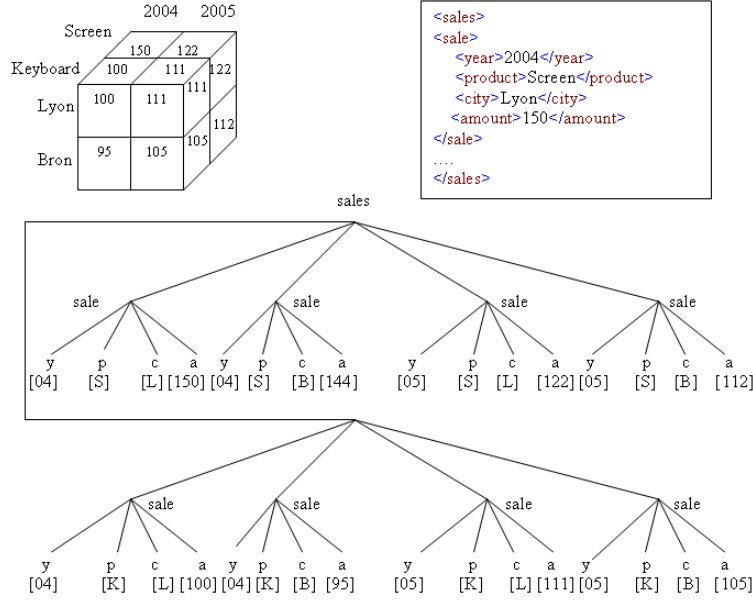 2004 2005
Screen
150 122
Keyboard 100 111 122
111
Lyon 100 111
112
105
Bron 95 105
<sales>
<sale>
<year>2004</year>
<product>Screen</product>
<city>Lyon</city>
<amount>150</amount>
</sale>
....
</sales>
sales
sale sale sale sale
y p c a y p c a y p c a y p c a
[04] [S] [L] [150] [04] [S] [B] [144] [05] [S] [L] [122] [05] [S] [B] [112]
sale sale sale sale
y p c a y p c a y p c a y p c a
[04] [K] [L] [100] [04] [K] [B] [95] [05] [K] [L] [111] [05] [K] [B] [105]